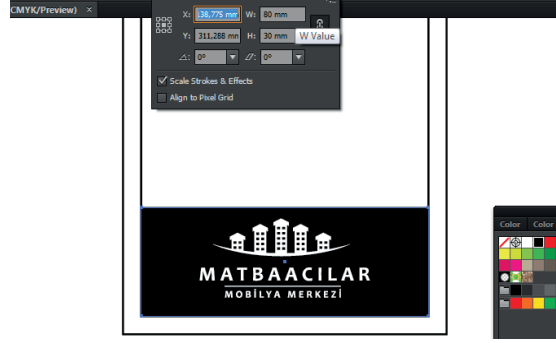 CMYK/Preview) ×
X: 38,775 mm W: 80 mm
Y: 311,288 mm H: 30 mm W Value
0° 0°
Scale Strokes & Effects
Align to Pixel Grid
Color Color
MATBAACILAR
MOBİLYA MERKEZİ